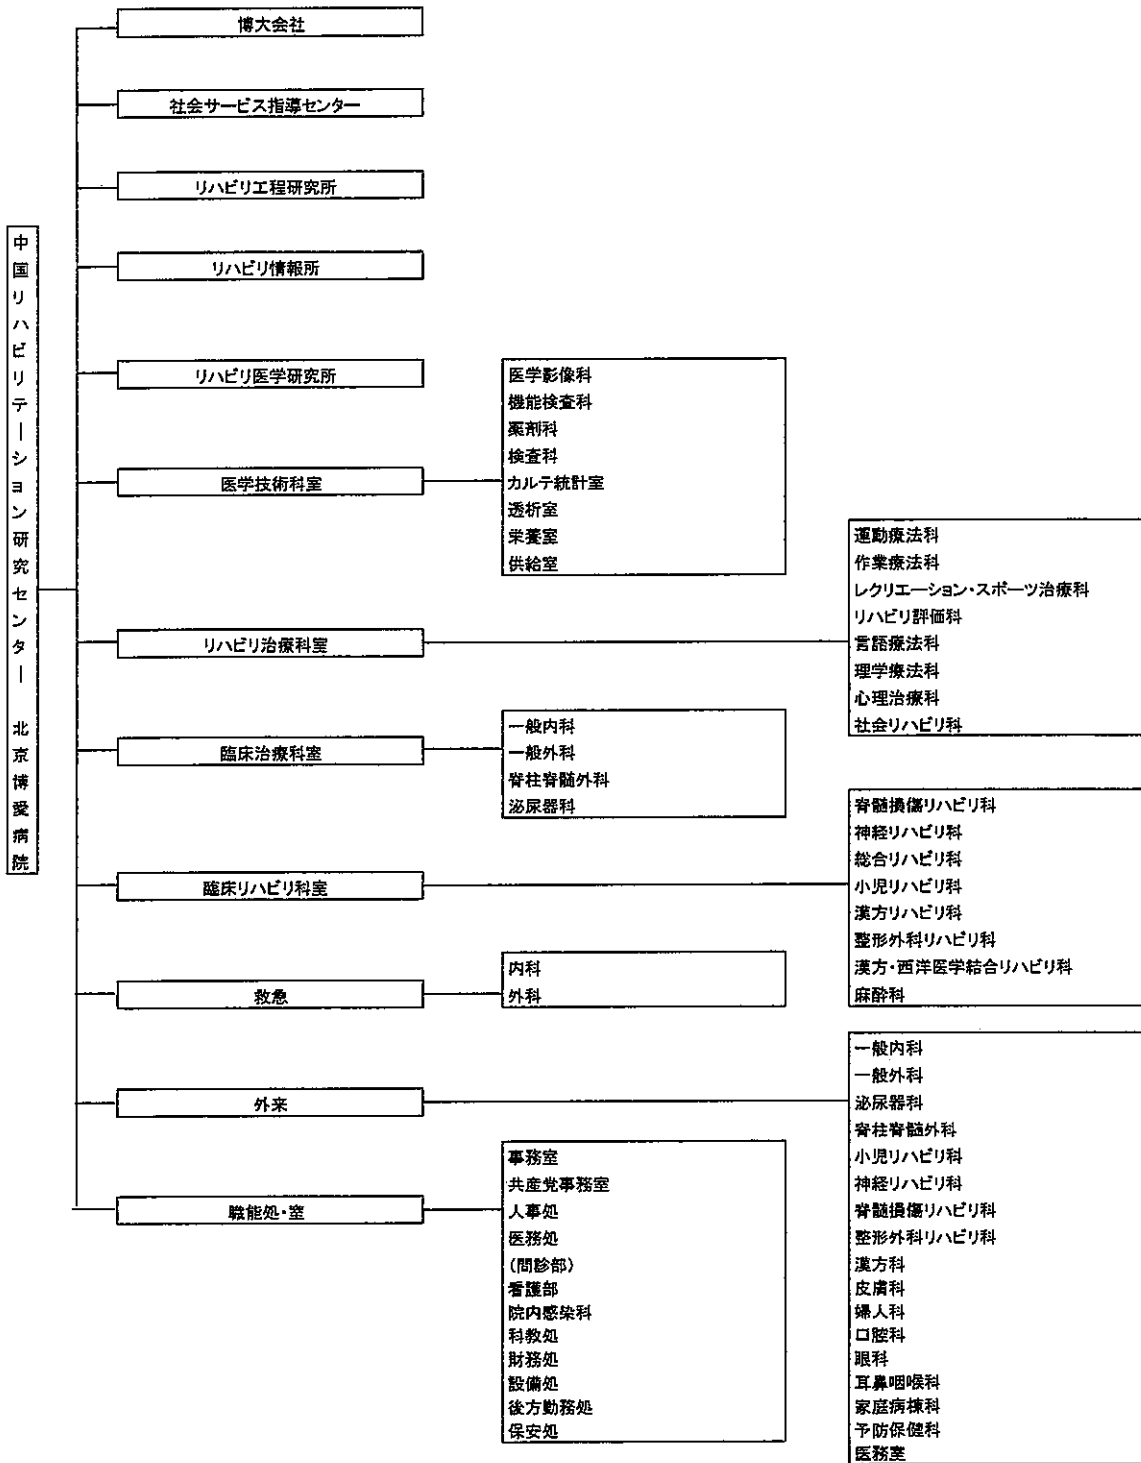 中国リハビリテーション研究センター 北京博愛病院
博大会社
社会サービス指導センター
リハビリ工程研究所
リハビリ情報所
リハビリ医学研究所
医学技術科室
医学影像科
機能検査科
薬剤科
検査科
カルテ統計室
透析室
栄養室
供給室
リハビリ治療科室
運動療法科
作業療法科
レクリエーション・スポーツ治療科
リハビリ評価科
言語療法科
理学療法科
心理治療科
社会リハビリ科
臨床治療科室
一般内科
一般外科
脊柱脊髄外科
泌尿器科
臨床リハビリ科室
脊髄損傷リハビリ科
神経リハビリ科
総合リハビリ科
小児リハビリ科
漢方リハビリ科
整形外科リハビリ科
漢方・西洋医学結合リハビリ科
麻酔科
救急
内科
外科
外来
一般内科
一般外科
泌尿器科
脊柱脊髄外科
小児リハビリ科
神経リハビリ科
脊髄損傷リハビリ科
整形外科リハビリ科
漢方科
皮膚科
婦人科
口腔科
眼科
耳鼻咽喉科
家庭病棟科
予防保健科
医務室
職能処・室
事務室
共産党事務室
人事処
医務処
(問診部)
看護部
院内感染科
科教処
財務処
設備処
後方勤務処
保安処